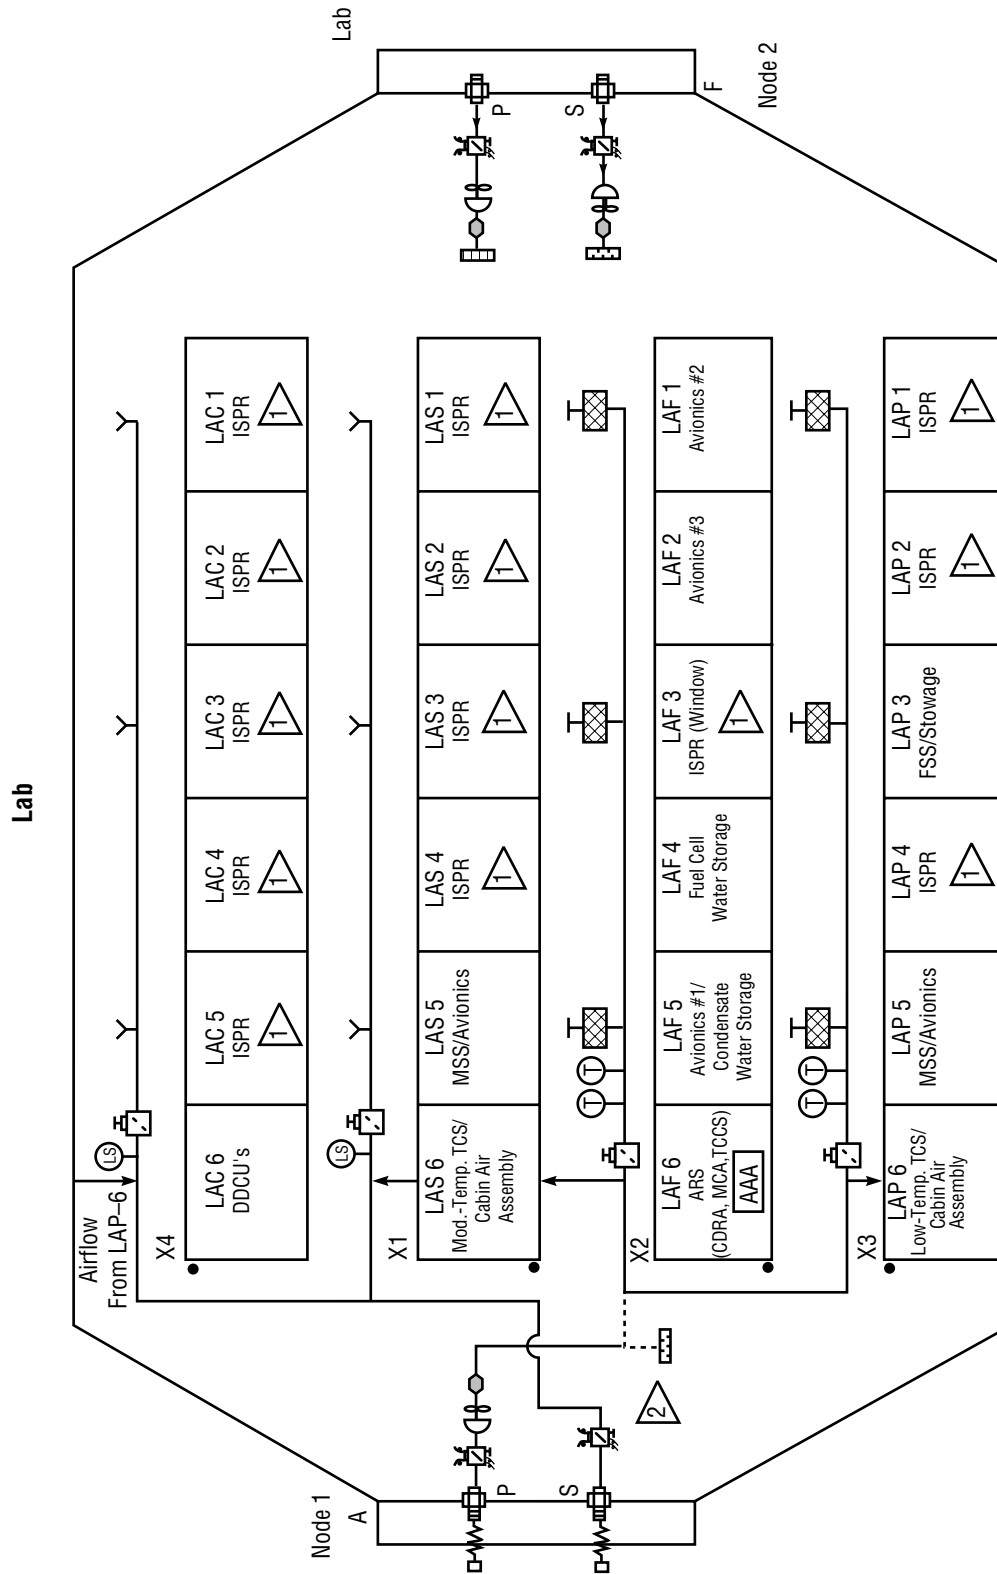 Lab
Node 1
A
P
S
2
Airflow
From LAP–6
X4
LS
LAC 6
DDCU's
LAC 5
ISPR
1
LAC 4
ISPR
1
LAC 3
ISPR
1
LAC 2
ISPR
1
LAC 1
ISPR
1
X1
LS
LAS 6
Mod.-Temp. TCS/
Cabin Air
Assembly
LAS 5
MSS/Avionics
LAS 4
ISPR
1
LAS 3
ISPR
1
LAS 2
ISPR
1
LAS 1
ISPR
1
X2
T
T
LAF 6
ARS
(CDRA, MCA,TCCS)
AAA
LAF 5
Avionics #1/
Condensate
Water Storage
LAF 4
Fuel Cell
Water Storage
LAF 3
ISPR (Window)
1
LAF 2
Avionics #3
LAF 1
Avionics #2
X3
T
T
LAP 6
Low-Temp. TCS/
Cabin Air
Assembly
LAP 5
MSS/Avionics
LAP 4
ISPR
1
LAP 3
FSS/Stowage
LAP 2
ISPR
1
LAP 1
ISPR
1
Lab
P
S
F
Node 2